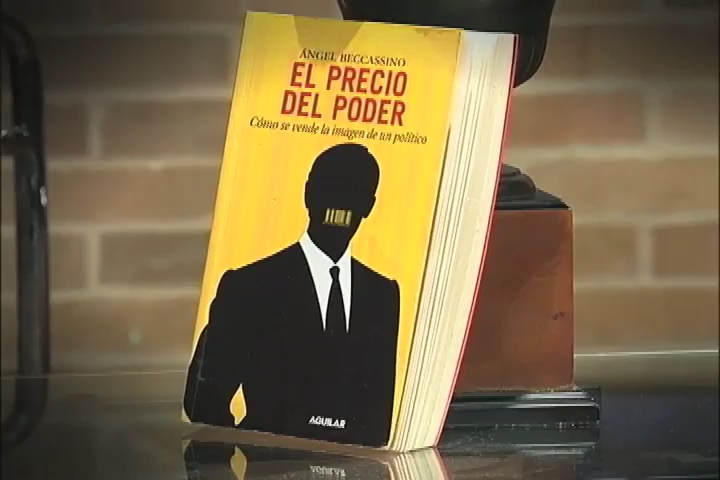 ÁNGEL BECCASSINO
EL PRECIO
DEL PODER
Cómo se vende la imagen de un político
AGUILAR